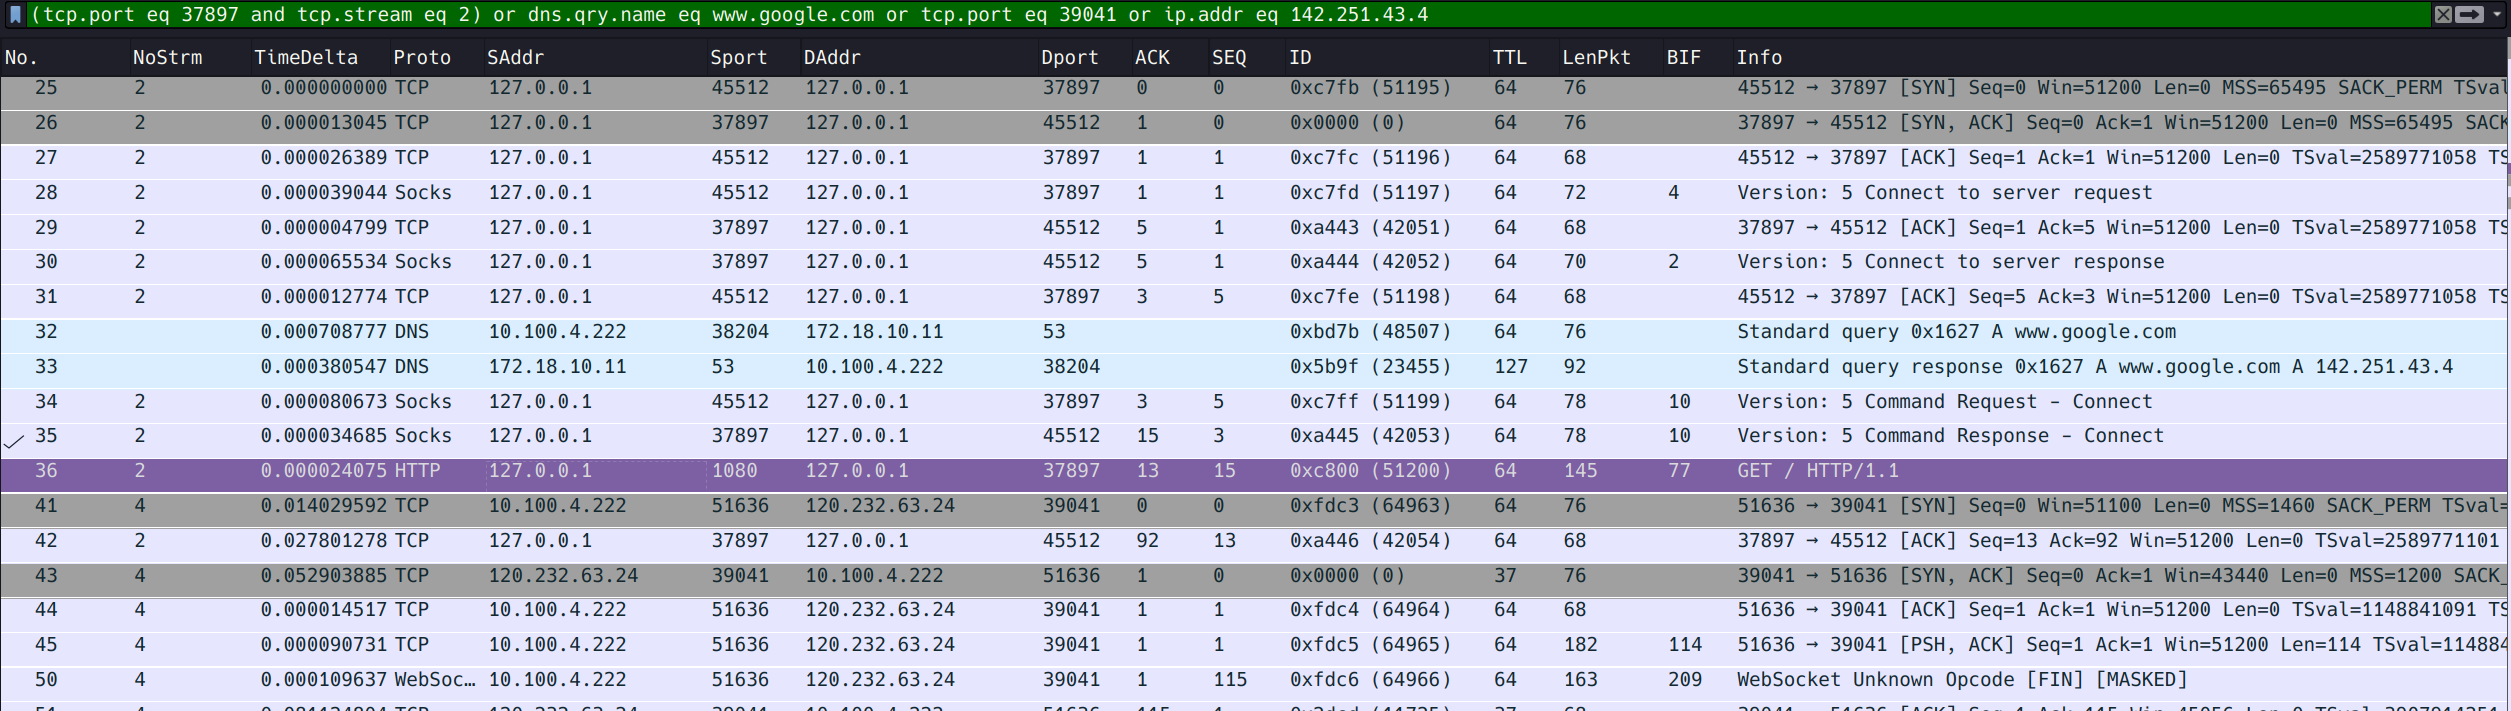 (tcp.port eq 37897 and tcp.stream eq 2) or dns.qry.name eq www.google.com or tcp.port eq 39041 or ip.addr eq 142.251.43.4
No. NoStrm TimeDelta Proto SAddr Sport DAddr Dport ACK SEQ ID TTL LenPkt BIF Info
25 2 0.000000000 TCP 127.0.0.1 45512 127.0.0.1 37897 0 0 0xc7fb (51195) 64 76 45512 → 37897 [SYN] Seq=0 Win=51200 Len=0 MSS=65495 SACK_PERM TSval
26 2 0.000013045 TCP 127.0.0.1 37897 127.0.0.1 45512 1 0 0x0000 (0) 64 76 37897 → 45512 [SYN, ACK] Seq=0 Ack=1 Win=51200 Len=0 MSS=65495 SACK
27 2 0.000026389 TCP 127.0.0.1 45512 127.0.0.1 37897 1 1 0xc7fc (51196) 64 68 45512 → 37897 [ACK] Seq=1 Ack=1 Win=51200 Len=0 TSval=2589771058 TS
28 2 0.000039044 Socks 127.0.0.1 45512 127.0.0.1 37897 1 1 0xc7fd (51197) 64 72 4 Version: 5 Connect to server request
29 2 0.000004799 TCP 127.0.0.1 37897 127.0.0.1 45512 5 1 0xa443 (42051) 64 68 37897 → 45512 [ACK] Seq=1 Ack=5 Win=51200 Len=0 TSval=2589771058 TS
30 2 0.000065534 Socks 127.0.0.1 37897 127.0.0.1 45512 5 1 0xa444 (42052) 64 70 2 Version: 5 Connect to server response
31 2 0.000012774 TCP 127.0.0.1 45512 127.0.0.1 37897 3 5 0xc7fe (51198) 64 68 45512 → 37897 [ACK] Seq=5 Ack=3 Win=51200 Len=0 TSval=2589771058 TS
32 0.000708777 DNS 10.100.4.222 38204 172.18.10.11 53 0xbd7b (48507) 64 76 Standard query 0x1627 A www.google.com
33 0.000380547 DNS 172.18.10.11 53 10.100.4.222 38204 0x5b9f (23455) 127 92 Standard query response 0x1627 A www.google.com A 142.251.43.4
34 2 0.000080673 Socks 127.0.0.1 45512 127.0.0.1 37897 3 5 0xc7ff (51199) 64 78 10 Version: 5 Command Request - Connect
35 2 0.000034685 Socks 127.0.0.1 37897 127.0.0.1 45512 15 3 0xa445 (42053) 64 78 10 Version: 5 Command Response - Connect
36 2 0.000024075 HTTP 127.0.0.1 1080 127.0.0.1 37897 13 15 0xc800 (51200) 64 145 77 GET / HTTP/1.1
41 4 0.014029592 TCP 10.100.4.222 51636 120.232.63.24 39041 0 0 0xfdc3 (64963) 64 76 51636 → 39041 [SYN] Seq=0 Win=51100 Len=0 MSS=1460 SACK_PERM TSval=
42 2 0.027801278 TCP 127.0.0.1 37897 127.0.0.1 45512 92 13 0xa446 (42054) 64 68 37897 → 45512 [ACK] Seq=13 Ack=92 Win=51200 Len=0 TSval=2589771101
43 4 0.052903885 TCP 120.232.63.24 39041 10.100.4.222 51636 1 0 0x0000 (0) 37 76 39041 → 51636 [SYN, ACK] Seq=0 Ack=1 Win=43440 Len=0 MSS=1200 SACK_
44 4 0.000014517 TCP 10.100.4.222 51636 120.232.63.24 39041 1 1 0xfdc4 (64964) 64 68 51636 → 39041 [ACK] Seq=1 Ack=1 Win=51200 Len=0 TSval=1148841091 TS
45 4 0.000090731 TCP 10.100.4.222 51636 120.232.63.24 39041 1 1 0xfdc5 (64965) 64 182 114 51636 → 39041 [PSH, ACK] Seq=1 Ack=1 Win=51200 Len=114 TSval=114884
50 4 0.000109637 WebSoc… 10.100.4.222 51636 120.232.63.24 39041 1 115 0xfdc6 (64966) 64 163 209 WebSocket Unknown Opcode [FIN] [MASKED]